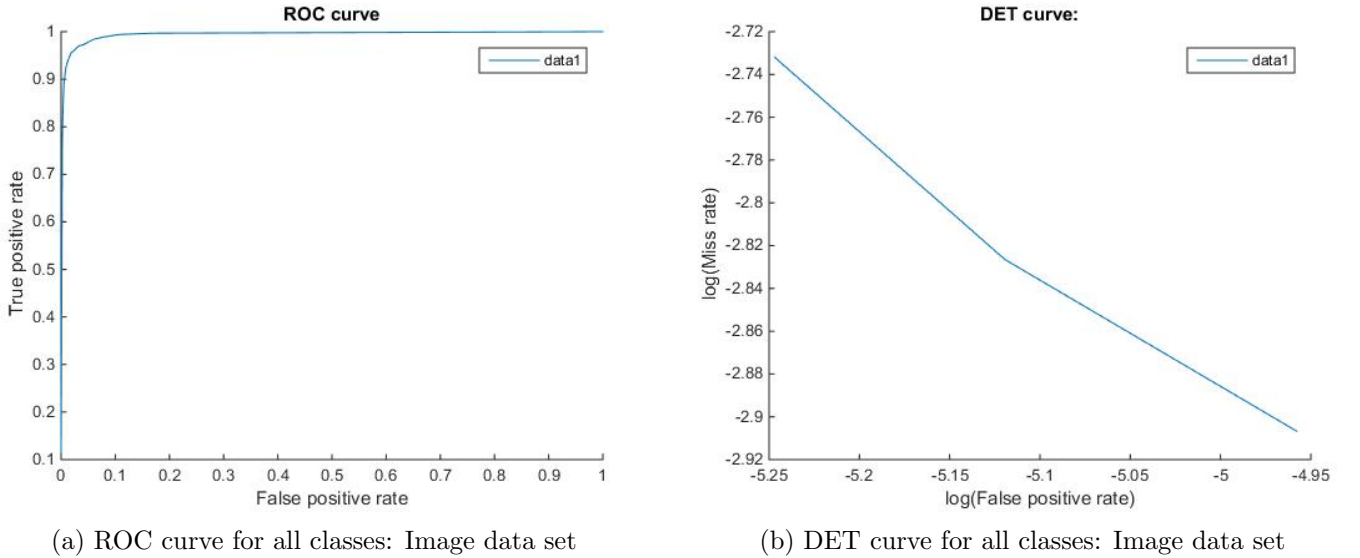 ROC curve
data1
1
0.9
0.8
0.7
0.6
0.5
0.4
0.3
0.2
0.1
True positive rate
0 0.1 0.2 0.3 0.4 0.5 0.6 0.7 0.8 0.9 1
False positive rate
(a) ROC curve for all classes: Image data set
DET curve:
data1
-2.72
-2.74
-2.76
-2.78
-2.8
-2.82
-2.84
-2.86
-2.88
-2.9
-2.92
log(Miss rate)
-5.25 -5.2 -5.15 -5.1 -5.05 -5 -4.95
log(False positive rate)
(b) DET curve for all classes: Image data set